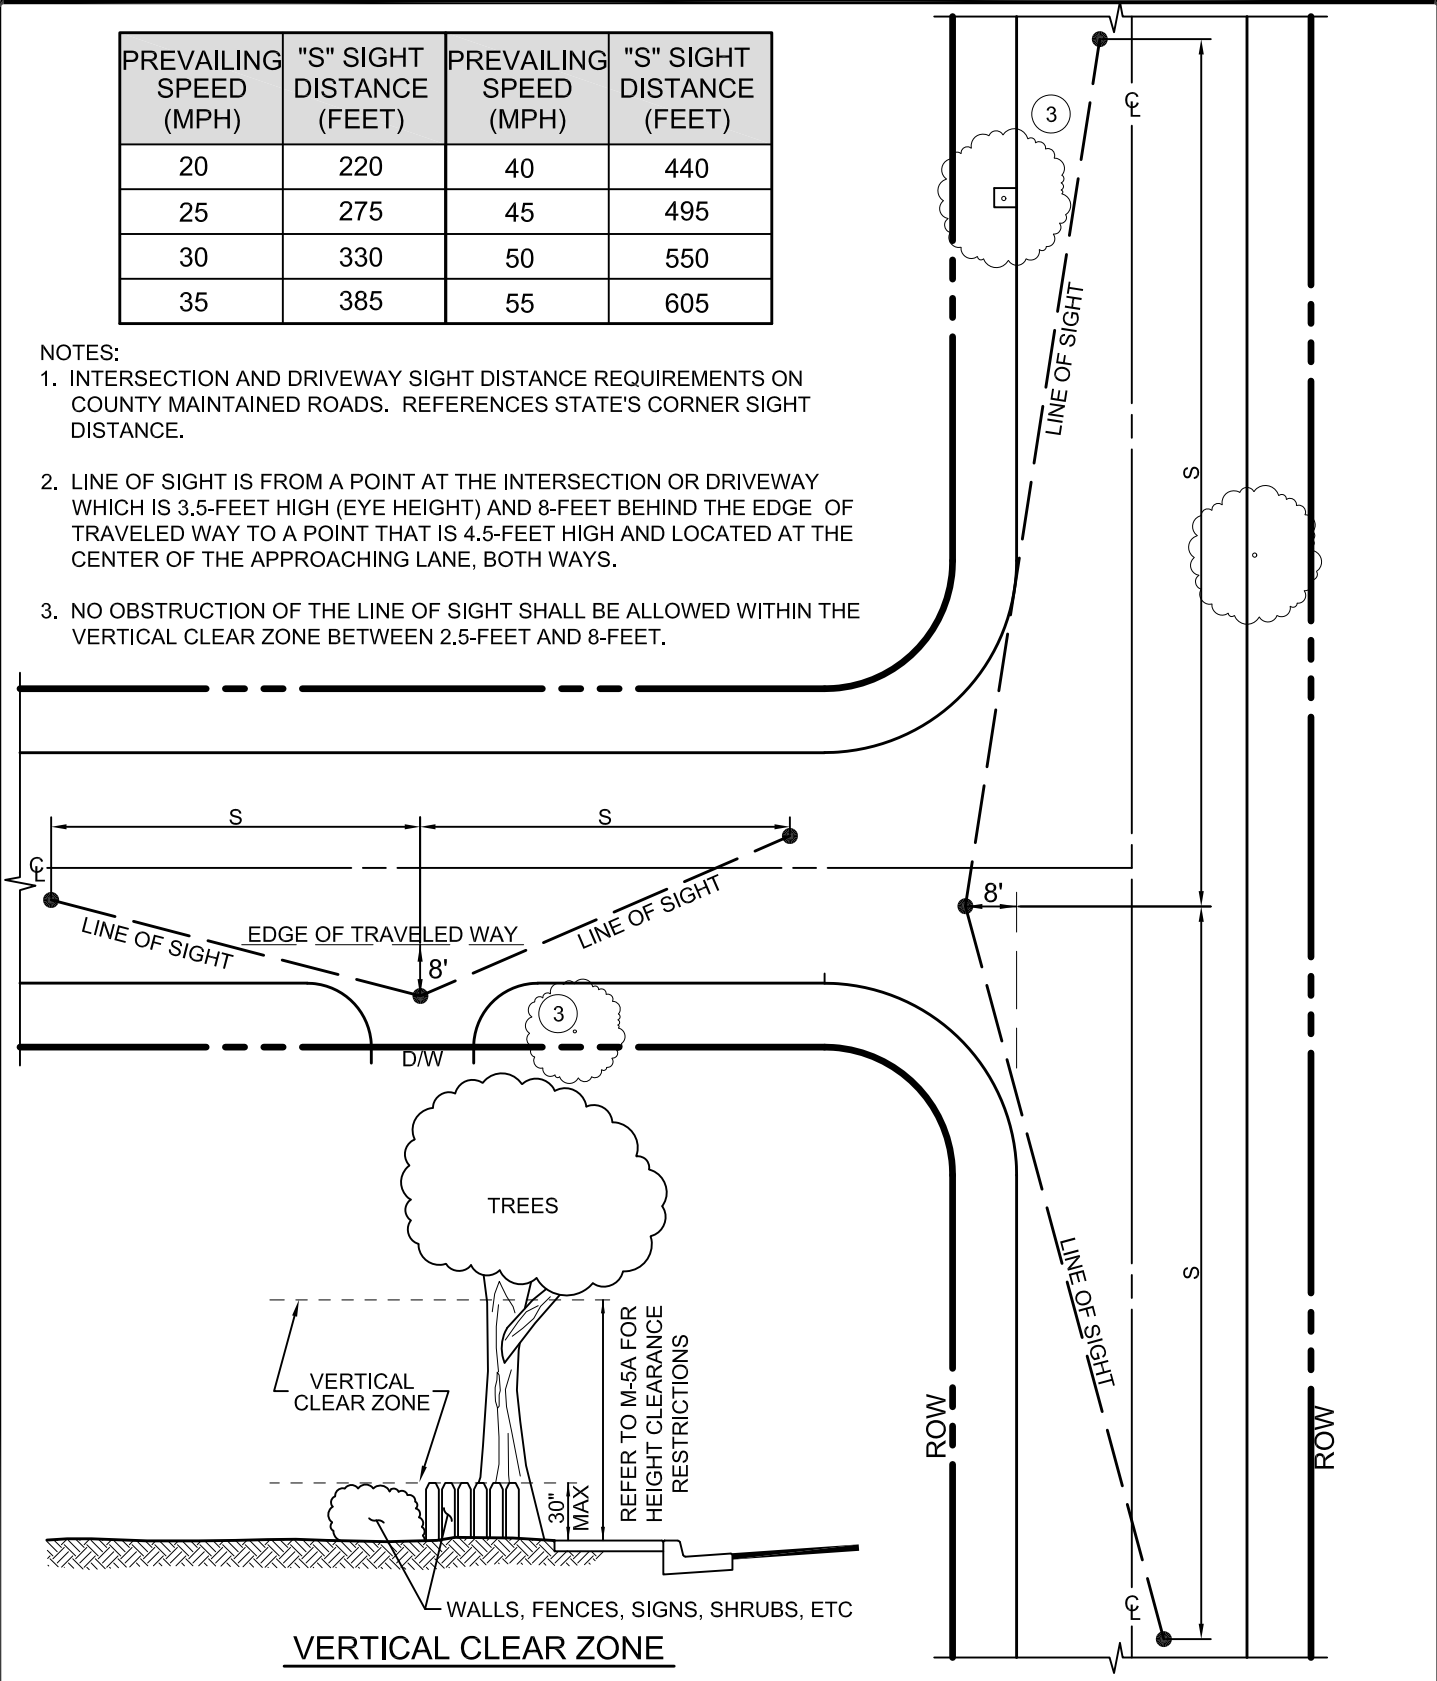 PREVAILING SPEED (MPH) "S" SIGHT DISTANCE (FEET) PREVAILING SPEED (MPH) "S" SIGHT DISTANCE (FEET)
20 220 40 440
25 275 45 495
30 330 50 550
35 385 55 605
NOTES:
1. INTERSECTION AND DRIVEWAY SIGHT DISTANCE REQUIREMENTS ON
COUNTY MAINTAINED ROADS. REFERENCES STATE'S CORNER SIGHT
DISTANCE.
2. LINE OF SIGHT IS FROM A POINT AT THE INTERSECTION OR DRIVEWAY
WHICH IS 3.5-FEET HIGH (EYE HEIGHT) AND 8-FEET BEHIND THE EDGE OF
TRAVELED WAY TO A POINT THAT IS 4.5-FEET HIGH AND LOCATED AT THE
CENTER OF THE APPROACHING LANE, BOTH WAYS.
3. NO OBSTRUCTION OF THE LINE OF SIGHT SHALL BE ALLOWED WITHIN THE
VERTICAL CLEAR ZONE BETWEEN 2.5-FEET AND 8-FEET.
3
℄
LINE OF SIGHT
S
S
S
℄
8'
LINE OF SIGHT
EDGE OF TRAVELED WAY
LINE OF SIGHT
8'
3
D/W
TREES
LINE OF SIGHT
S
VERTICAL
CLEAR ZONE
REFER TO M-5A FOR
HEIGHT CLEARANCE
RESTRICTIONS
30"
MAX
ROW
ROW
℄
WALLS, FENCES, SIGNS, SHRUBS, ETC
VERTICAL CLEAR ZONE